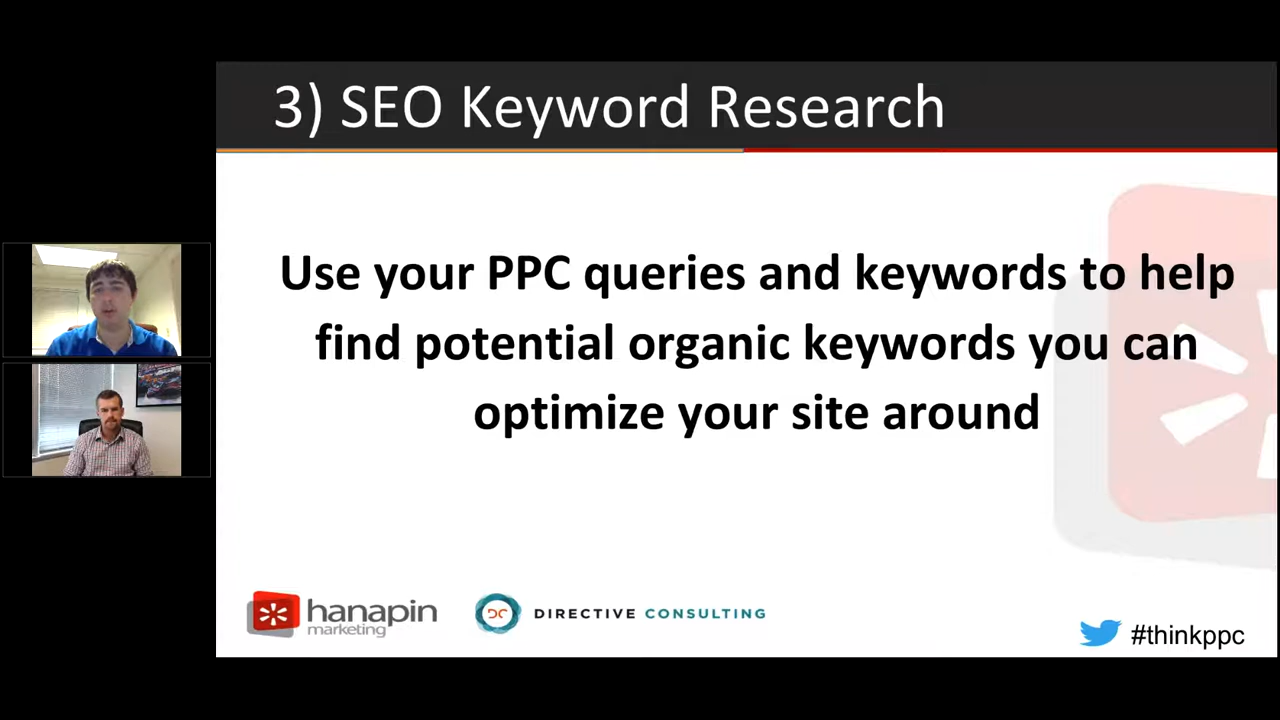 3) SEO Keyword Research
Use your PPC queries and keywords to help
find potential organic keywords you can
optimize your site around
hanapin
marketing
DC
DIRECTIVE CONSULTING
#thinkppc